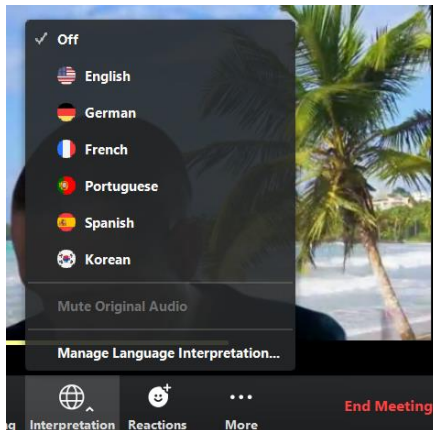 Off
English
German
French
Portuguese
Spanish
Korean
Mute Original Audio
Manage Language Interpretation...
Interpretation Reactions More End Meeting